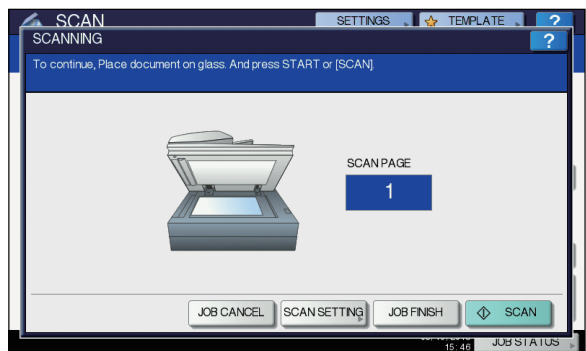 SCAN
SETTINGS
TEMPLATE
?
SCANNING
?
To continue, Place document on glass. And press START or [SCAN].
SCAN PAGE
1
JOB CANCEL
SCAN SETTING
JOB FINISH
SCAN
15:46
JOB STATUS